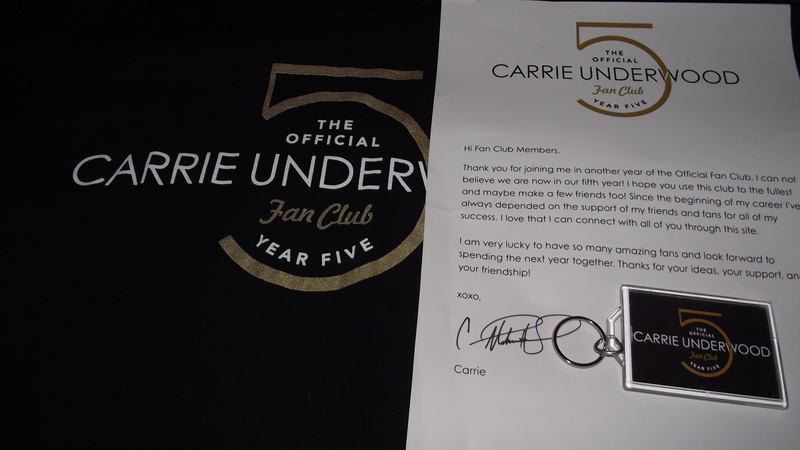 5
THE
OFFICIAL
CARRIE UNDERW
Fan Club
YEAR FIVE
5
THE
OFFICIAL
CARRIE UNDERWOOD
Fan Club
YEAR FIVE
Hi Fan Club Members.
Thank you for joining me in another year of the Official Fan Club. I can not
believe we are now in our fifth year! I hope you use this club to the fullest
and maybe make a few friends too! Since the beginning of my career I've
always depended on the support of my friends and fans for all of my
success. I love that I can connect with all of you through this site.
I am very lucky to have so many amazing fans and look forward to
spending the next year together. Thanks for your ideas, your support, and
your friendship!
xoxo,
Carrie
5
THE
OFFICIAL
CARRIE UNDERWOOD
Fan Club
YEAR FIVE